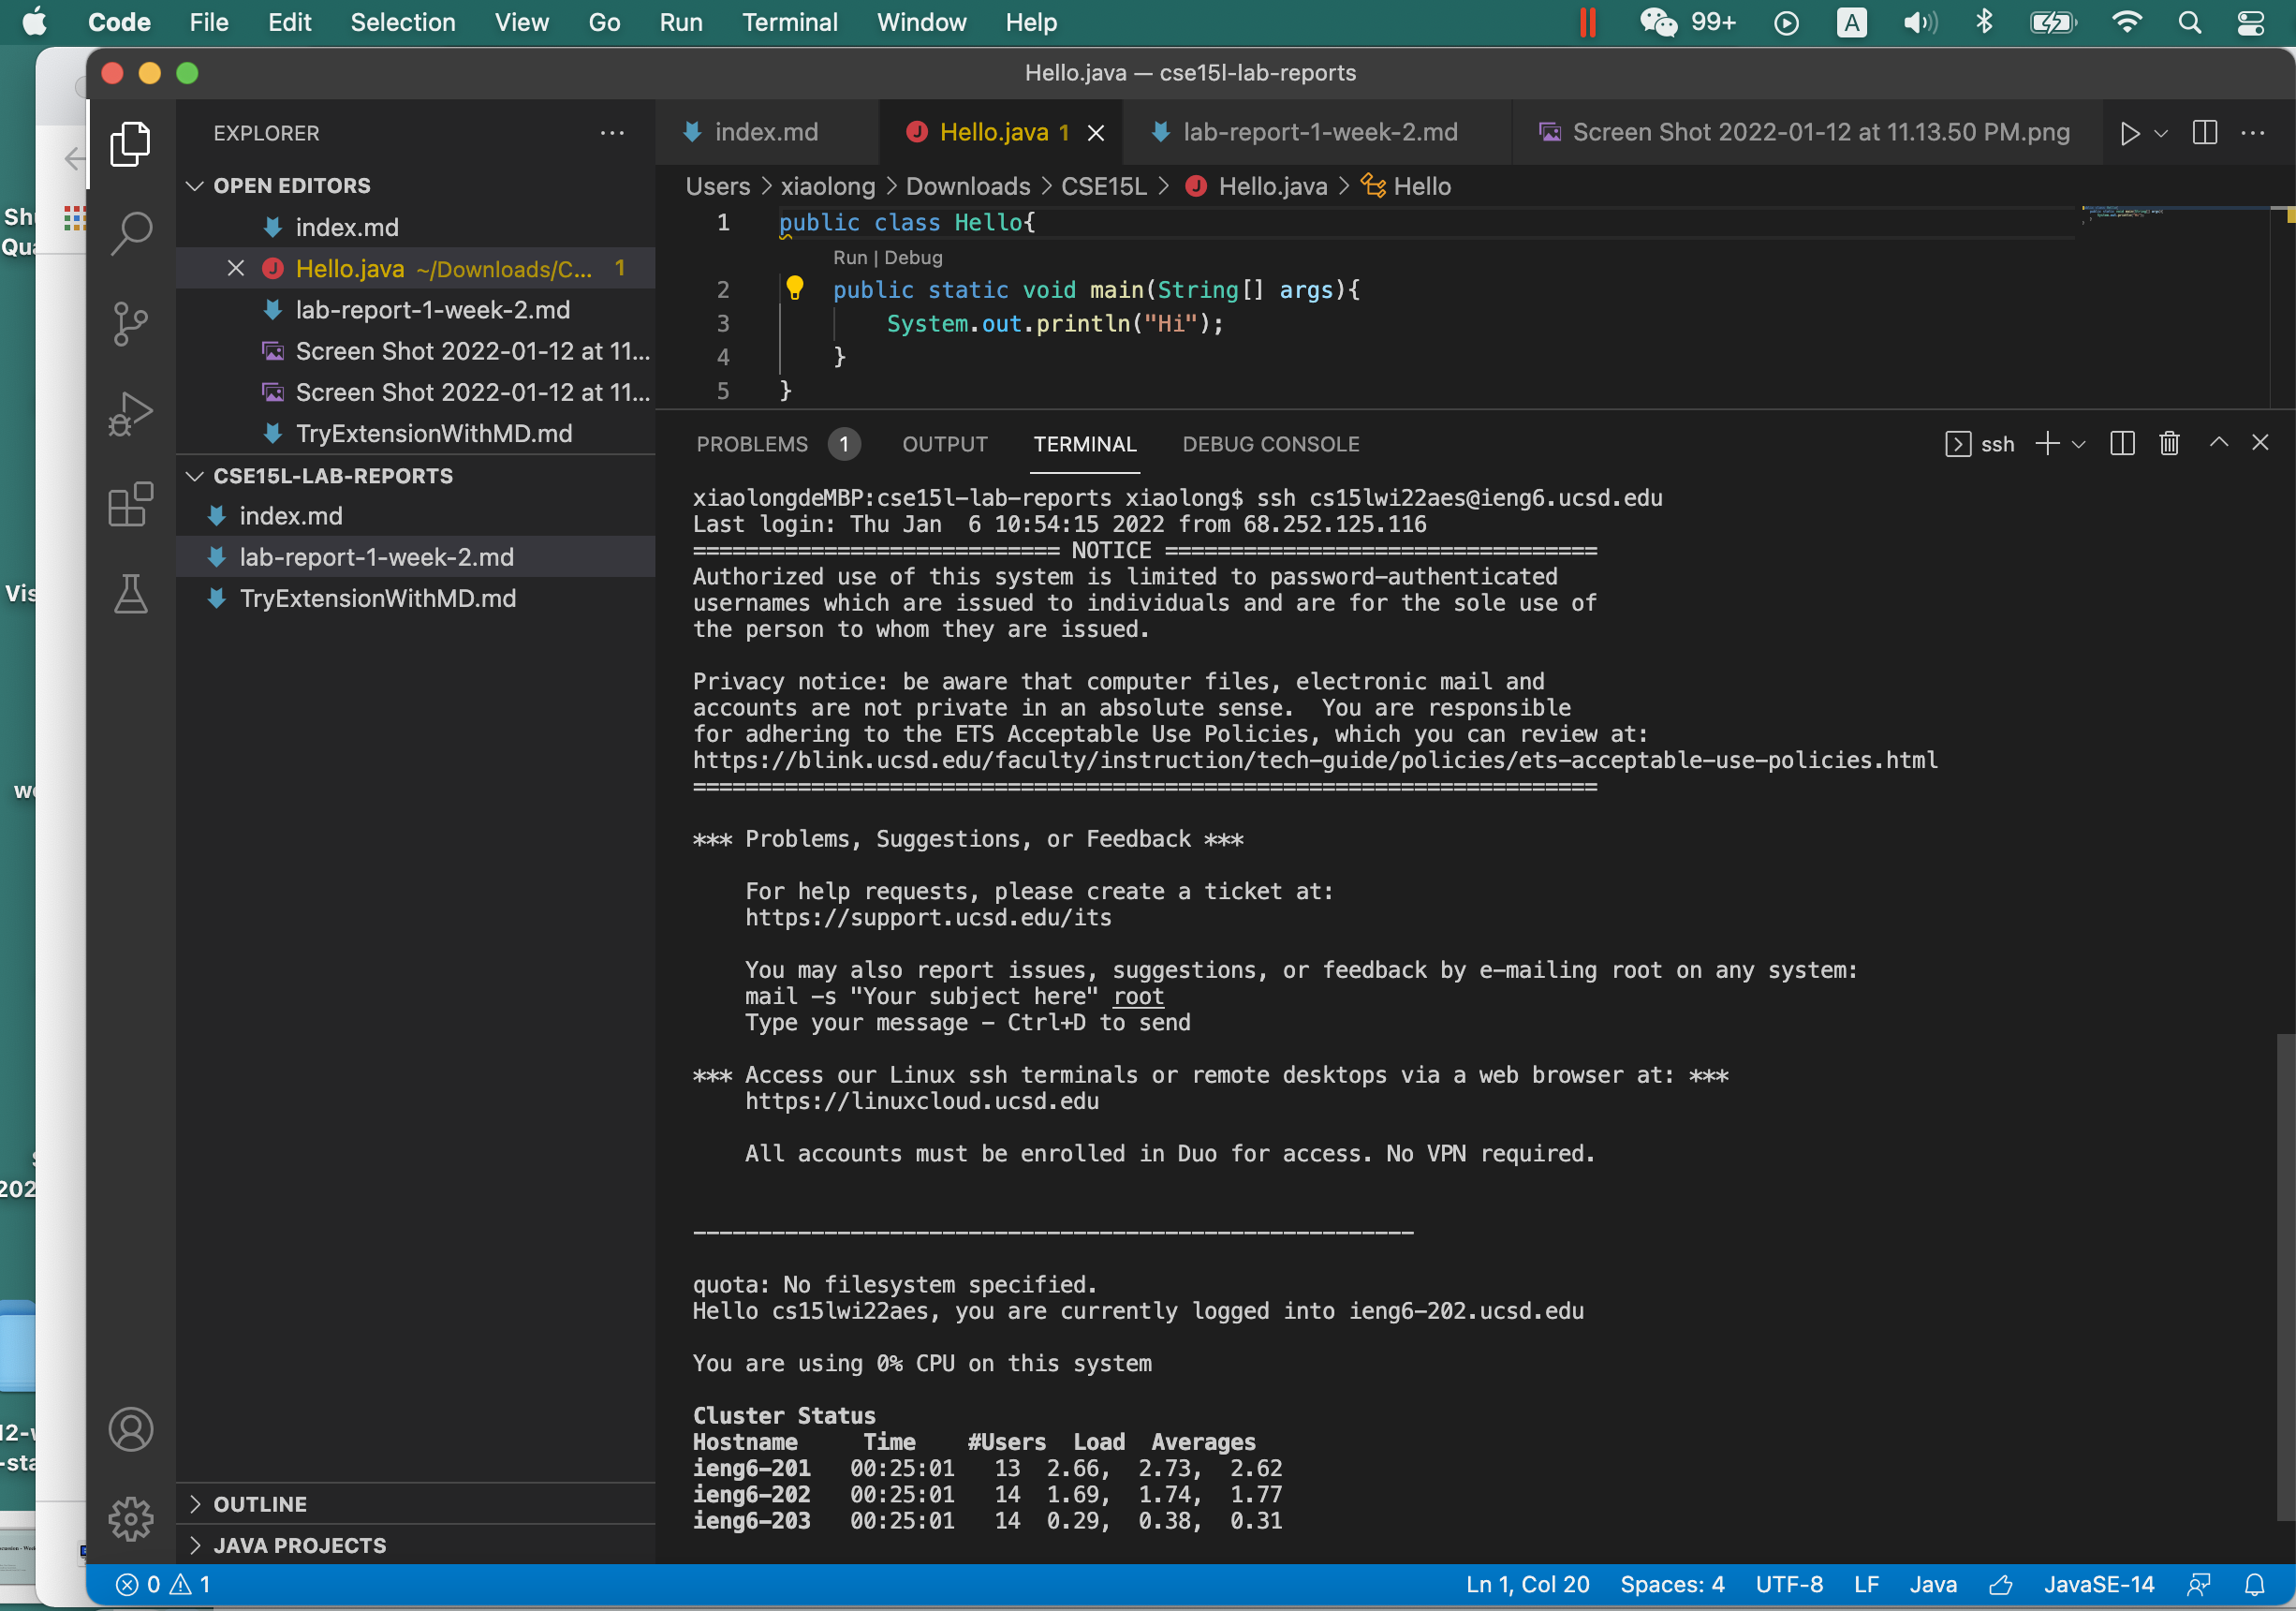 Code File Edit Selection View Go Run Terminal Window Help 99+ A
Hello.java — cse15l-lab-reports
EXPLORER
OPEN EDITORS
index.md
Hello.java ~/Downloads/C... 1
lab-report-1-week-2.md
Screen Shot 2022-01-12 at 11...
Screen Shot 2022-01-12 at 11...
TryExtensionWithMD.md
CSE15L-LAB-REPORTS
index.md
lab-report-1-week-2.md
TryExtensionWithMD.md
OUTLINE
JAVA PROJECTS
index.md Hello.java 1 lab-report-1-week-2.md Screen Shot 2022-01-12 at 11.13.50 PM.png
Users > xiaolong > Downloads > CSE15L > Hello.java > Hello
1 public class Hello{
Run | Debug
2 public static void main(String[] args){
3 System.out.println("Hi");
4 }
5 }
PROBLEMS 1 OUTPUT TERMINAL DEBUG CONSOLE ssh
xiaolongdeMBP:cse15l-lab-reports xiaolong$ ssh cs15lwi22aes@ieng6.ucsd.edu
Last login: Thu Jan  6 10:54:15 2022 from 68.252.125.116
============================ NOTICE =================================
Authorized use of this system is limited to password-authenticated
usernames which are issued to individuals and are for the sole use of
the person to whom they are issued.
Privacy notice: be aware that computer files, electronic mail and
accounts are not private in an absolute sense.  You are responsible
for adhering to the ETS Acceptable Use Policies, which you can review at:
https://blink.ucsd.edu/faculty/instruction/tech-guide/policies/ets-acceptable-use-policies.html
=====================================================================
*** Problems, Suggestions, or Feedback ***
For help requests, please create a ticket at:
https://support.ucsd.edu/its
You may also report issues, suggestions, or feedback by e-mailing root on any system:
mail -s "Your subject here" root
Type your message - Ctrl+D to send
*** Access our Linux ssh terminals or remote desktops via a web browser at: ***
https://linuxcloud.ucsd.edu
All accounts must be enrolled in Duo for access. No VPN required.
-------------------------------------------------------
quota: No filesystem specified.
Hello cs15lwi22aes, you are currently logged into ieng6-202.ucsd.edu
You are using 0% CPU on this system
Cluster Status
Hostname     Time    #Users  Load  Averages
ieng6-201   00:25:01   13  2.66,  2.73,  2.62
ieng6-202   00:25:01   14  1.69,  1.74,  1.77
ieng6-203   00:25:01   14  0.29,  0.38,  0.31
0 1 Ln 1, Col 20 Spaces: 4 UTF-8 LF Java JavaSE-14